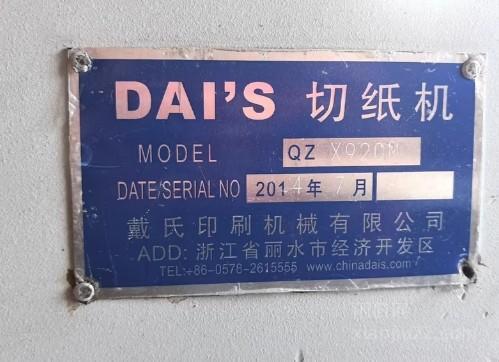 DAI'S 切纸机
MODEL QZ X920M
DATE/SERIAL NO 2014年7月
戴氏印刷机械有限公司
ADD: 浙江省丽水市经济开发区
TEL:+86-0578-2615555 www.chinadais.com